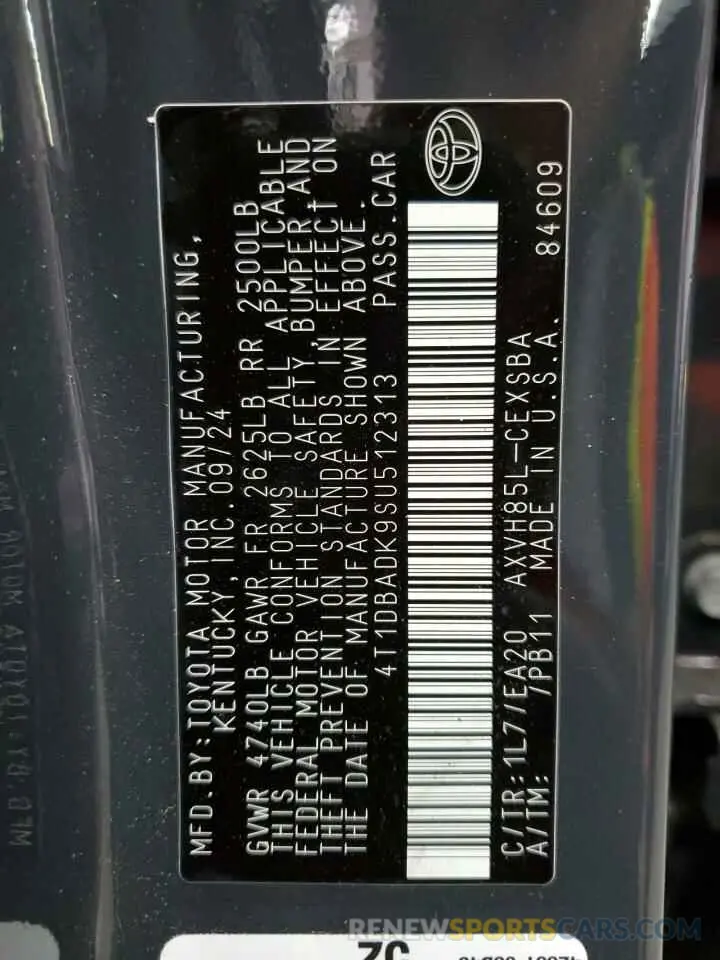 MFD.BY:TOYOTA MOTOR MANUFACTURING,
KENTUCKY,INC.09/24
GVWR 4740LB GAWR FR 2625LB RR 2500LB
THIS VEHICLE CONFORMS TO ALL APPLICABLE
FEDERAL MOTOR VEHICLE SAFETY, BUMPER AND
THEFT PREVENTION STANDARDS IN EFFECT ON
THE DATE OF MANUFACTURE SHOWN ABOVE.
4T1DBADK9SU512313 PASS.CAR
C/TR:1L7/EA20 AXVH85L-CEXSBA
A/TM: /PB11 MADE IN U.S.A. 84609
RENEWSPORTSCARS.COM